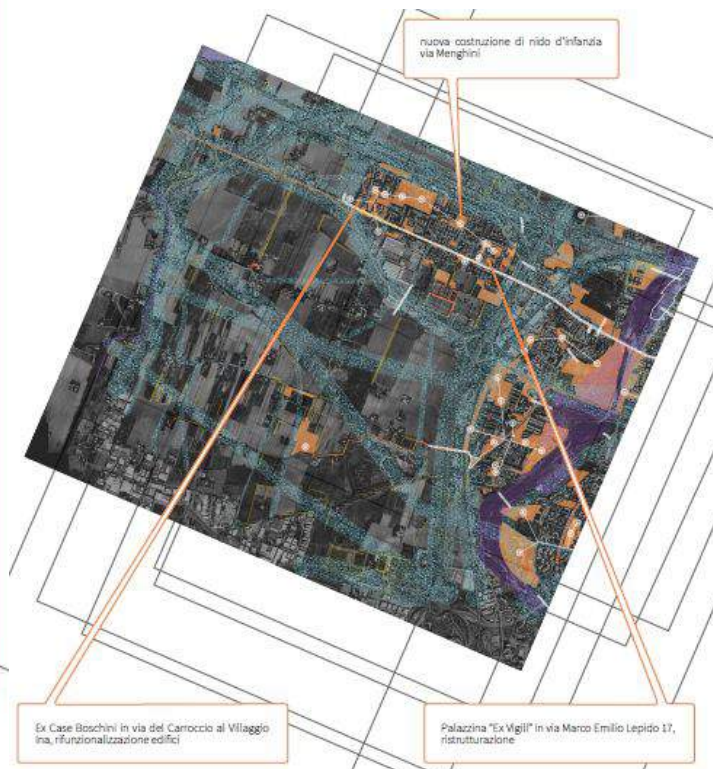 nuova costruzione di nido d'infanzia
via Menghini
Ex Case Boschini in via del Carroccio al Villaggio
Ina, rifunzionalizzazione edifici
Palazzina "Ex Vigili" in via Marco Emilio Lepido 17,
ristrutturazione